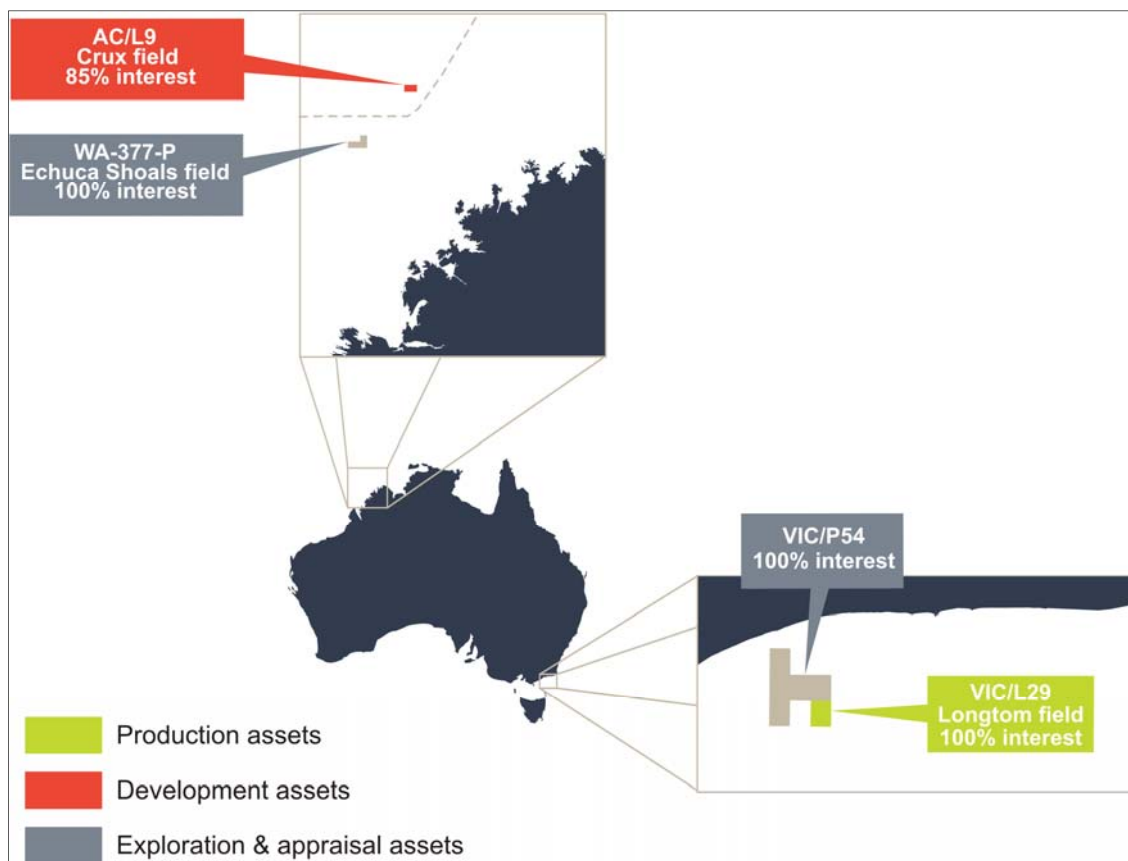 AC/L9
Crux field
85% interest
WA-377-P
Echuca Shoals field
100% interest
VIC/P54
100% interest
VIC/L29
Longtom field
100% interest
Production assets
Development assets
Exploration & appraisal assets